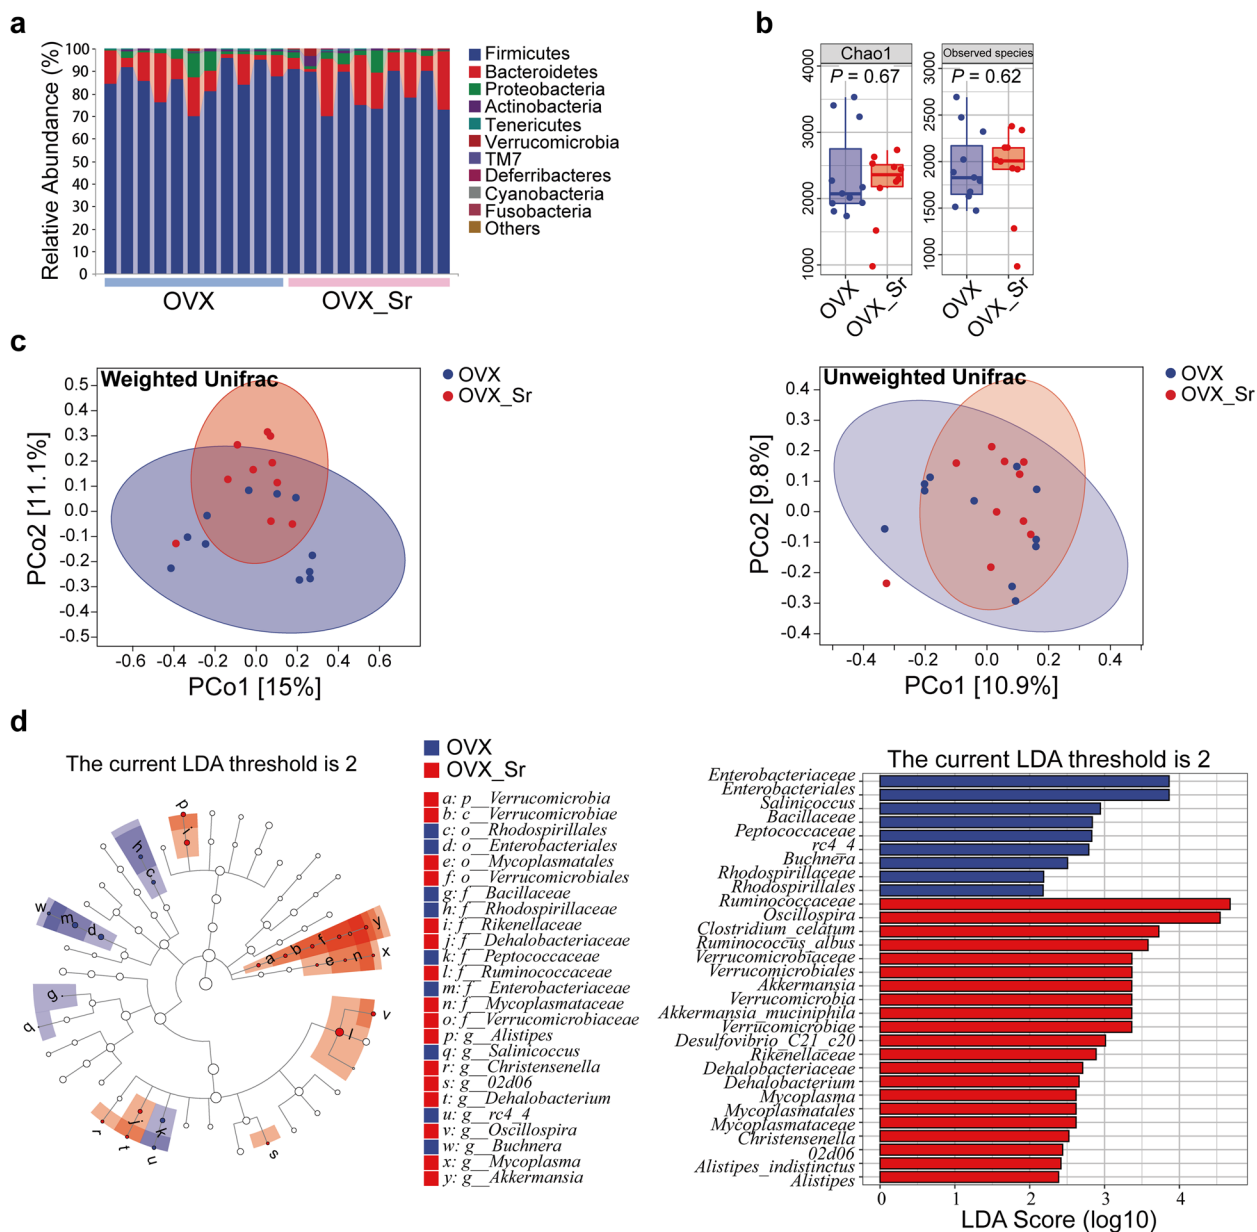 a
Relative Abundance (%)
100
90
80
70
60
50
40
30
20
10
0
OVX
OVX_Sr
Firmicutes
Bacteroidetes
Proteobacteria
Actinobacteria
Tenericutes
Verrucomicrobia
TM7
Deferribacteres
Cyanobacteria
Fusobacteria
Others
b
Chao1
P = 0.67
4000
3000
2000
1000
OVX
OVX_Sr
Observed species
P = 0.62
3000
2500
2000
1500
1000
OVX
OVX_Sr
c
Weighted Unifrac
PCo2 [11.1%]
0.5
0.4
0.3
0.2
0.1
0.0
-0.1
-0.2
-0.3
-0.4
-0.5
-0.6 -0.4 -0.2 0.0 0.2 0.4 0.6
PCo1 [15%]
OVX
OVX_Sr
Unweighted Unifrac
PCo2 [9.8%]
0.4
0.3
0.2
0.1
0.0
-0.1
-0.2
-0.3
-0.4
-0.4 -0.2 0.0 0.2 0.4
PCo1 [10.9%]
OVX
OVX_Sr
d
The current LDA threshold is 2
p
i
h
c
w
m
d
g
q
a
b
f
y
e
n
x
v
l
s
r
t
j
k
u
OVX
OVX_Sr
a: p__Verrucomicrobia
b: c__Verrucomicrobiae
c: o__Rhodospirillales
d: o__Enterobacteriales
e: o__Mycoplasmatales
f: o__Verrucomicrobiales
g: f__Bacillaceae
h: f__Rhodospirillaceae
i: f__Rikenellaceae
j: f__Dehalobacteriaceae
k: f__Peptococcaceae
l: f__Ruminococcaceae
m: f__Enterobacteriaceae
n: f__Mycoplasmataceae
o: f__Verrucomicrobiaceae
p: g__Alistipes
q: g__Salinicoccus
r: g__Christensenella
s: g__02d06
t: g__Dehalobacterium
u: g__rc4_4
v: g__Oscillospira
w: g__Buchnera
x: g__Mycoplasma
y: g__Akkermansia
The current LDA threshold is 2
Enterobacteriaceae
Enterobacteriales
Salinicoccus
Bacillaceae
Peptococcaceae
rc4_4
Buchnera
Rhodospirillaceae
Rhodospirillales
Ruminococcaceae
Oscillospira
Clostridium_celatum
Ruminococcus_albus
Verrucomicrobiaceae
Verrucomicrobiales
Akkermansia
Verrucomicrobia
Akkermansia_muciniphila
Verrucomicrobiae
Desulfovibrio_C21_c20
Rikenellaceae
Dehalobacteriaceae
Dehalobacterium
Mycoplasma
Mycoplasmatales
Mycoplasmataceae
Christensenella
02d06
Alistipes_indistinctus
Alistipes
0 1 2 3 4
LDA Score (log10)